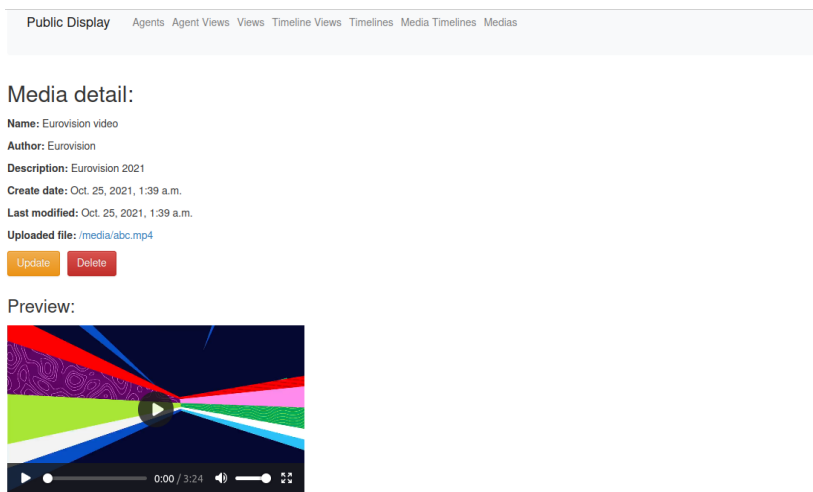 Public Display Agents Agent Views Views Timeline Views Timelines Media Timelines Medias
Media detail:
Name: Eurovision video
Author: Eurovision
Description: Eurovision 2021
Create date: Oct. 25, 2021, 1:39 a.m.
Last modified: Oct. 25, 2021, 1:39 a.m.
Uploaded file: /media/abc.mp4
Update Delete
Preview:
0:00 / 3:24